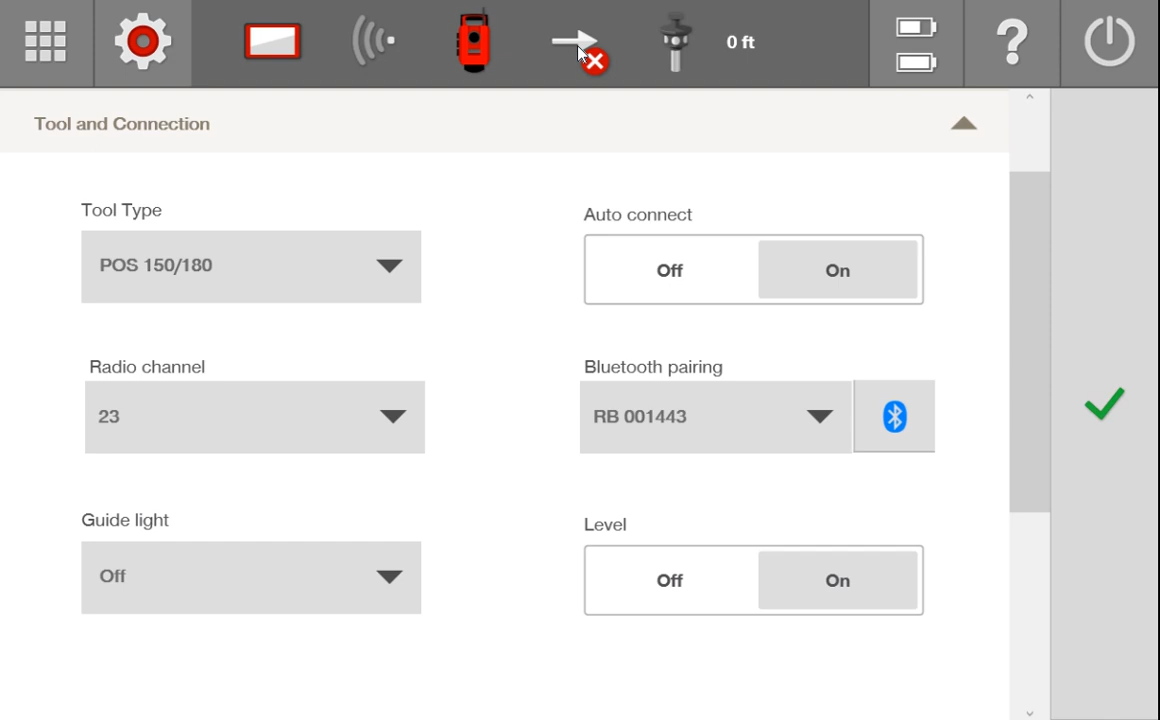 0 ft
?
Tool and Connection
Tool Type
Auto connect
POS 150/180
Off
On
Radio channel
Bluetooth pairing
23
RB 001443
Guide light
Level
Off
Off
On